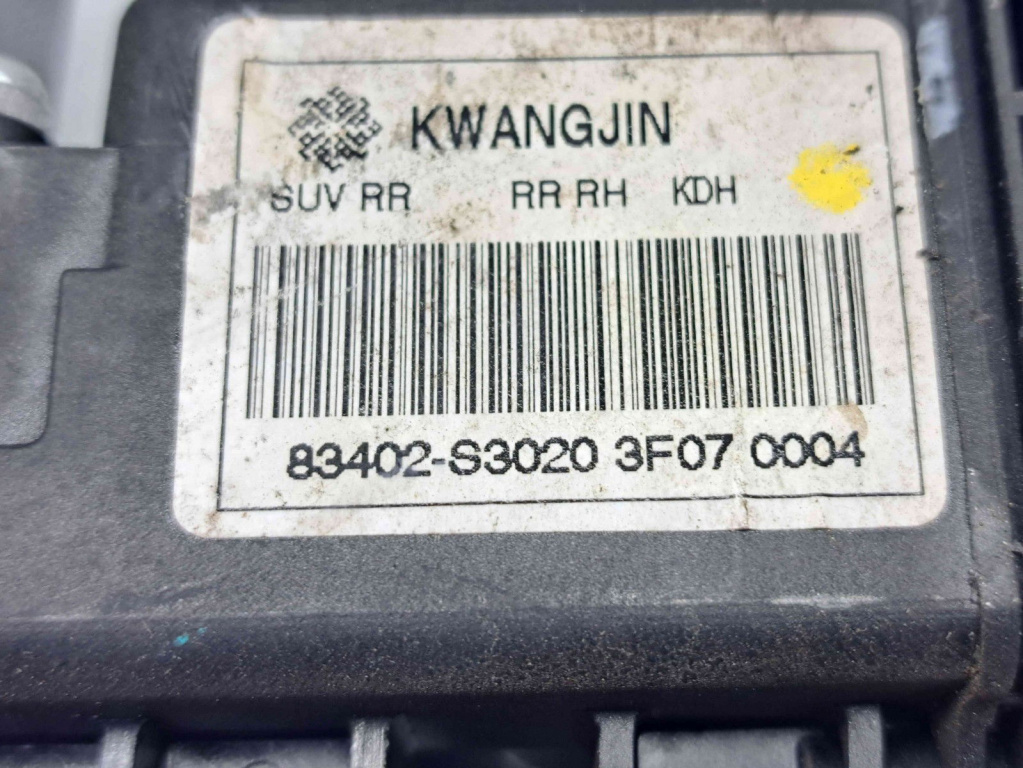 KWANGJIN
SUV RR RR RH KDH
83402-S3020 3F07 0004